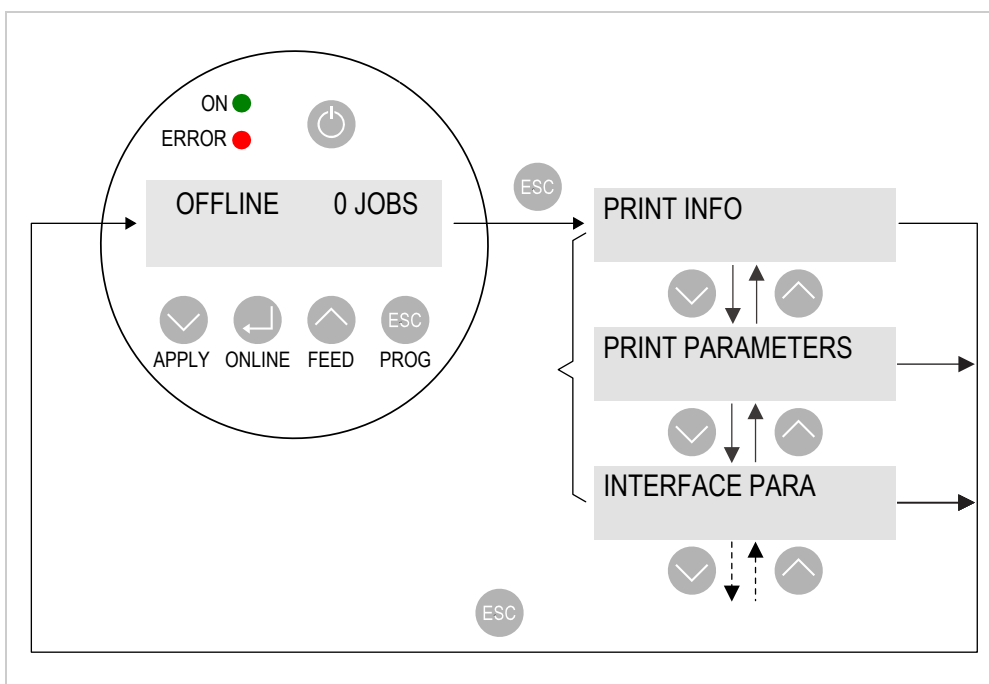 ON
ERROR
OFFLINE 0 JOBS
APPLY ONLINE FEED PROG
ESC
ESC
PRINT INFO
PRINT PARAMETERS
INTERFACE PARA
ESC